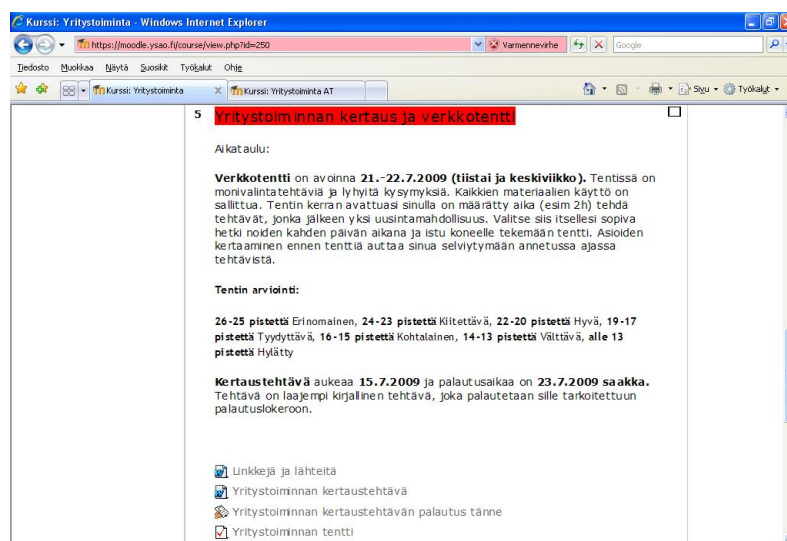 Kurssi: Yritystoiminta - Windows Internet Explorer
https://moodle.ysao.fi/course/view.php?id=250 Varmennevirhe Google
Tiedosto Muokkaa Näytä Suosikit Työkalut Ohje
Kurssi: Yritystoiminta Kurssi: Yritystoiminta AT Sivu Työkalut
5 Yritystoiminnan kertaus ja verkkotentti
Aikataulu:
Verkkotentti on avoinna 21.-22.7.2009 (tiistai ja keskiviikko). Tentissä on
monivalintatehtäviä ja lyhyitä kysymyksiä. Kaikkien materiaalien käyttö on
sallittua. Tentin kerran avattuasi sinulla on määrätty aika (esim 2h) tehdä
tehtävät, jonka jälkeen yksi uusintamahdollisuus. Valitse siis itsellesi sopiva
hetki noiden kahden päivän aikana ja istu koneelle tekemään tentti. Asioiden
kertaaminen ennen tenttiä auttaa sinua selviytymään annetussa ajassa
tehtävistä.
Tentin arviointi:
26-25 pistettä Erinomainen, 24-23 pistettä Kiitettävä, 22-20 pistettä Hyvä, 19-17
pistettä Tyydyttävä, 16-15 pistettä Kohtalainen, 14-13 pistettä Välttävä, alle 13
pistettä Hylätty
Kertaustehtävä aukeaa 15.7.2009 ja palautusaika on 23.7.2009 saakka.
Tehtävä on laajempi kirjallinen tehtävä, joka palautetaan sille tarkoitettuun
palautuslokeroon.
Linkkejä ja lähteitä
Yritystoiminnan kertaustehtävä
Yritystoiminnan kertaustehtävän palautus tänne
Yritystoiminnan tentti